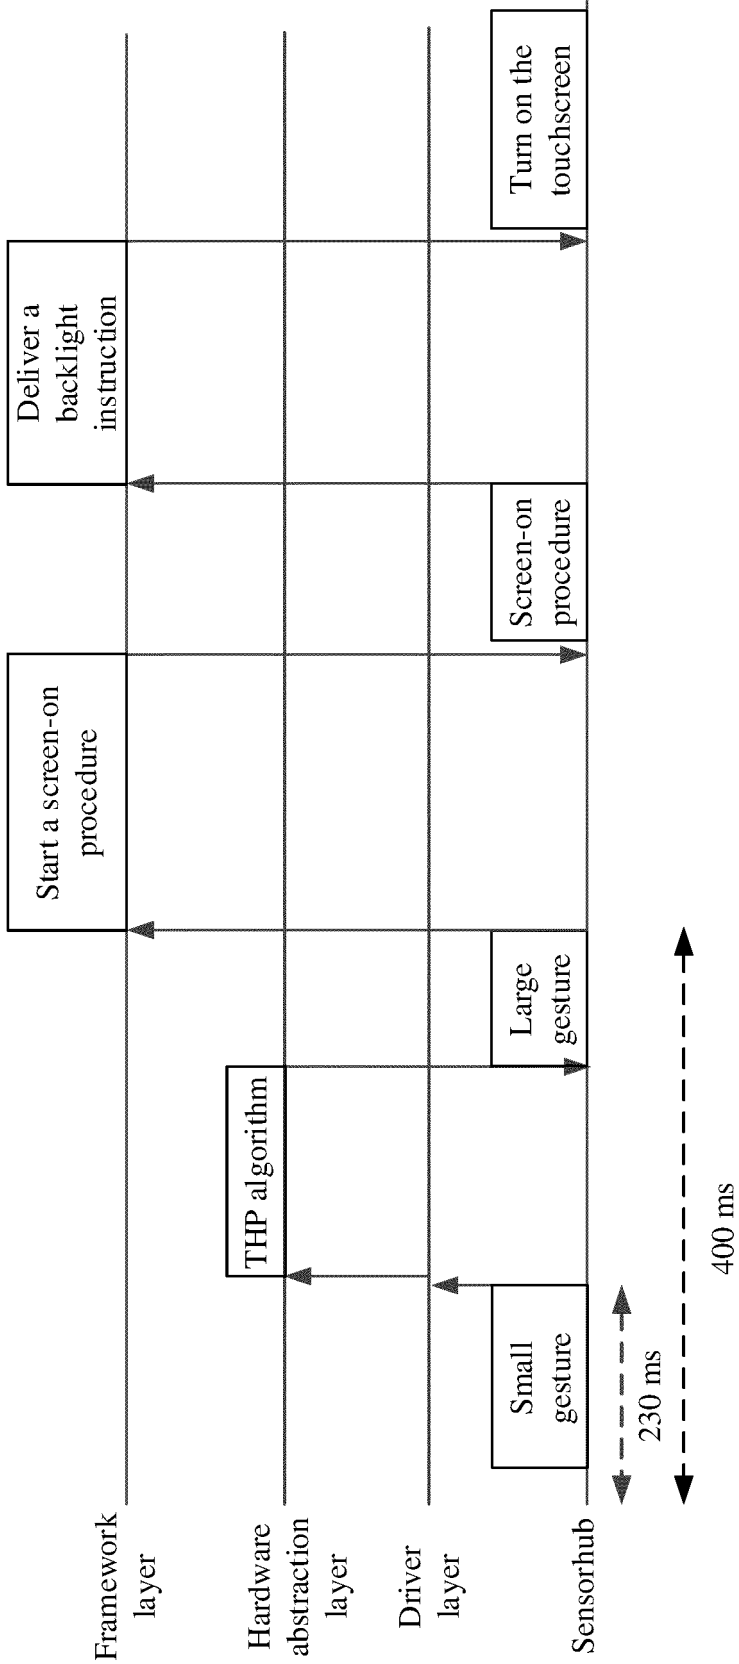 Framework
layer
Hardware
abstraction
layer
Driver
layer
Sensorhub
Small
gesture
THP algorithm
Large
gesture
Start a screen-on
procedure
Screen-on
procedure
Deliver a
backlight
instruction
Turn on the
touchscreen
230 ms
400 ms